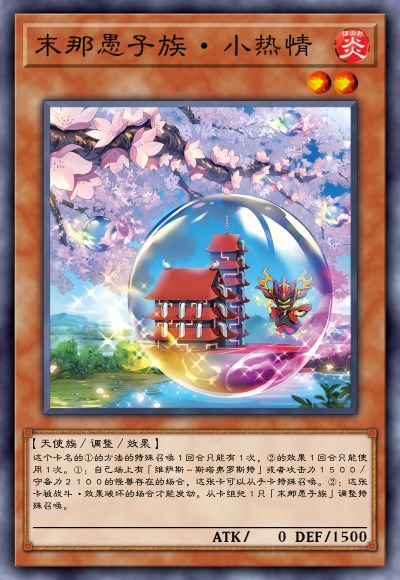 末那愚子族・小热情
ほのお
炎
【天使族/调整/效果】
这个卡名的①的方法的特殊召唤1回合只能有1次,②的效果1回合只能使
用1次。①:自己场上有「维萨斯-斯塔弗罗斯特」或者攻击力1500/
守备力2100的怪兽存在的场合,这张卡可以从手卡特殊召唤。②:这张
卡被战斗・效果破坏的场合才能发动。从卡组把1只「末那愚子族」调整特
殊召唤。
ATK/ 0 DEF/1500